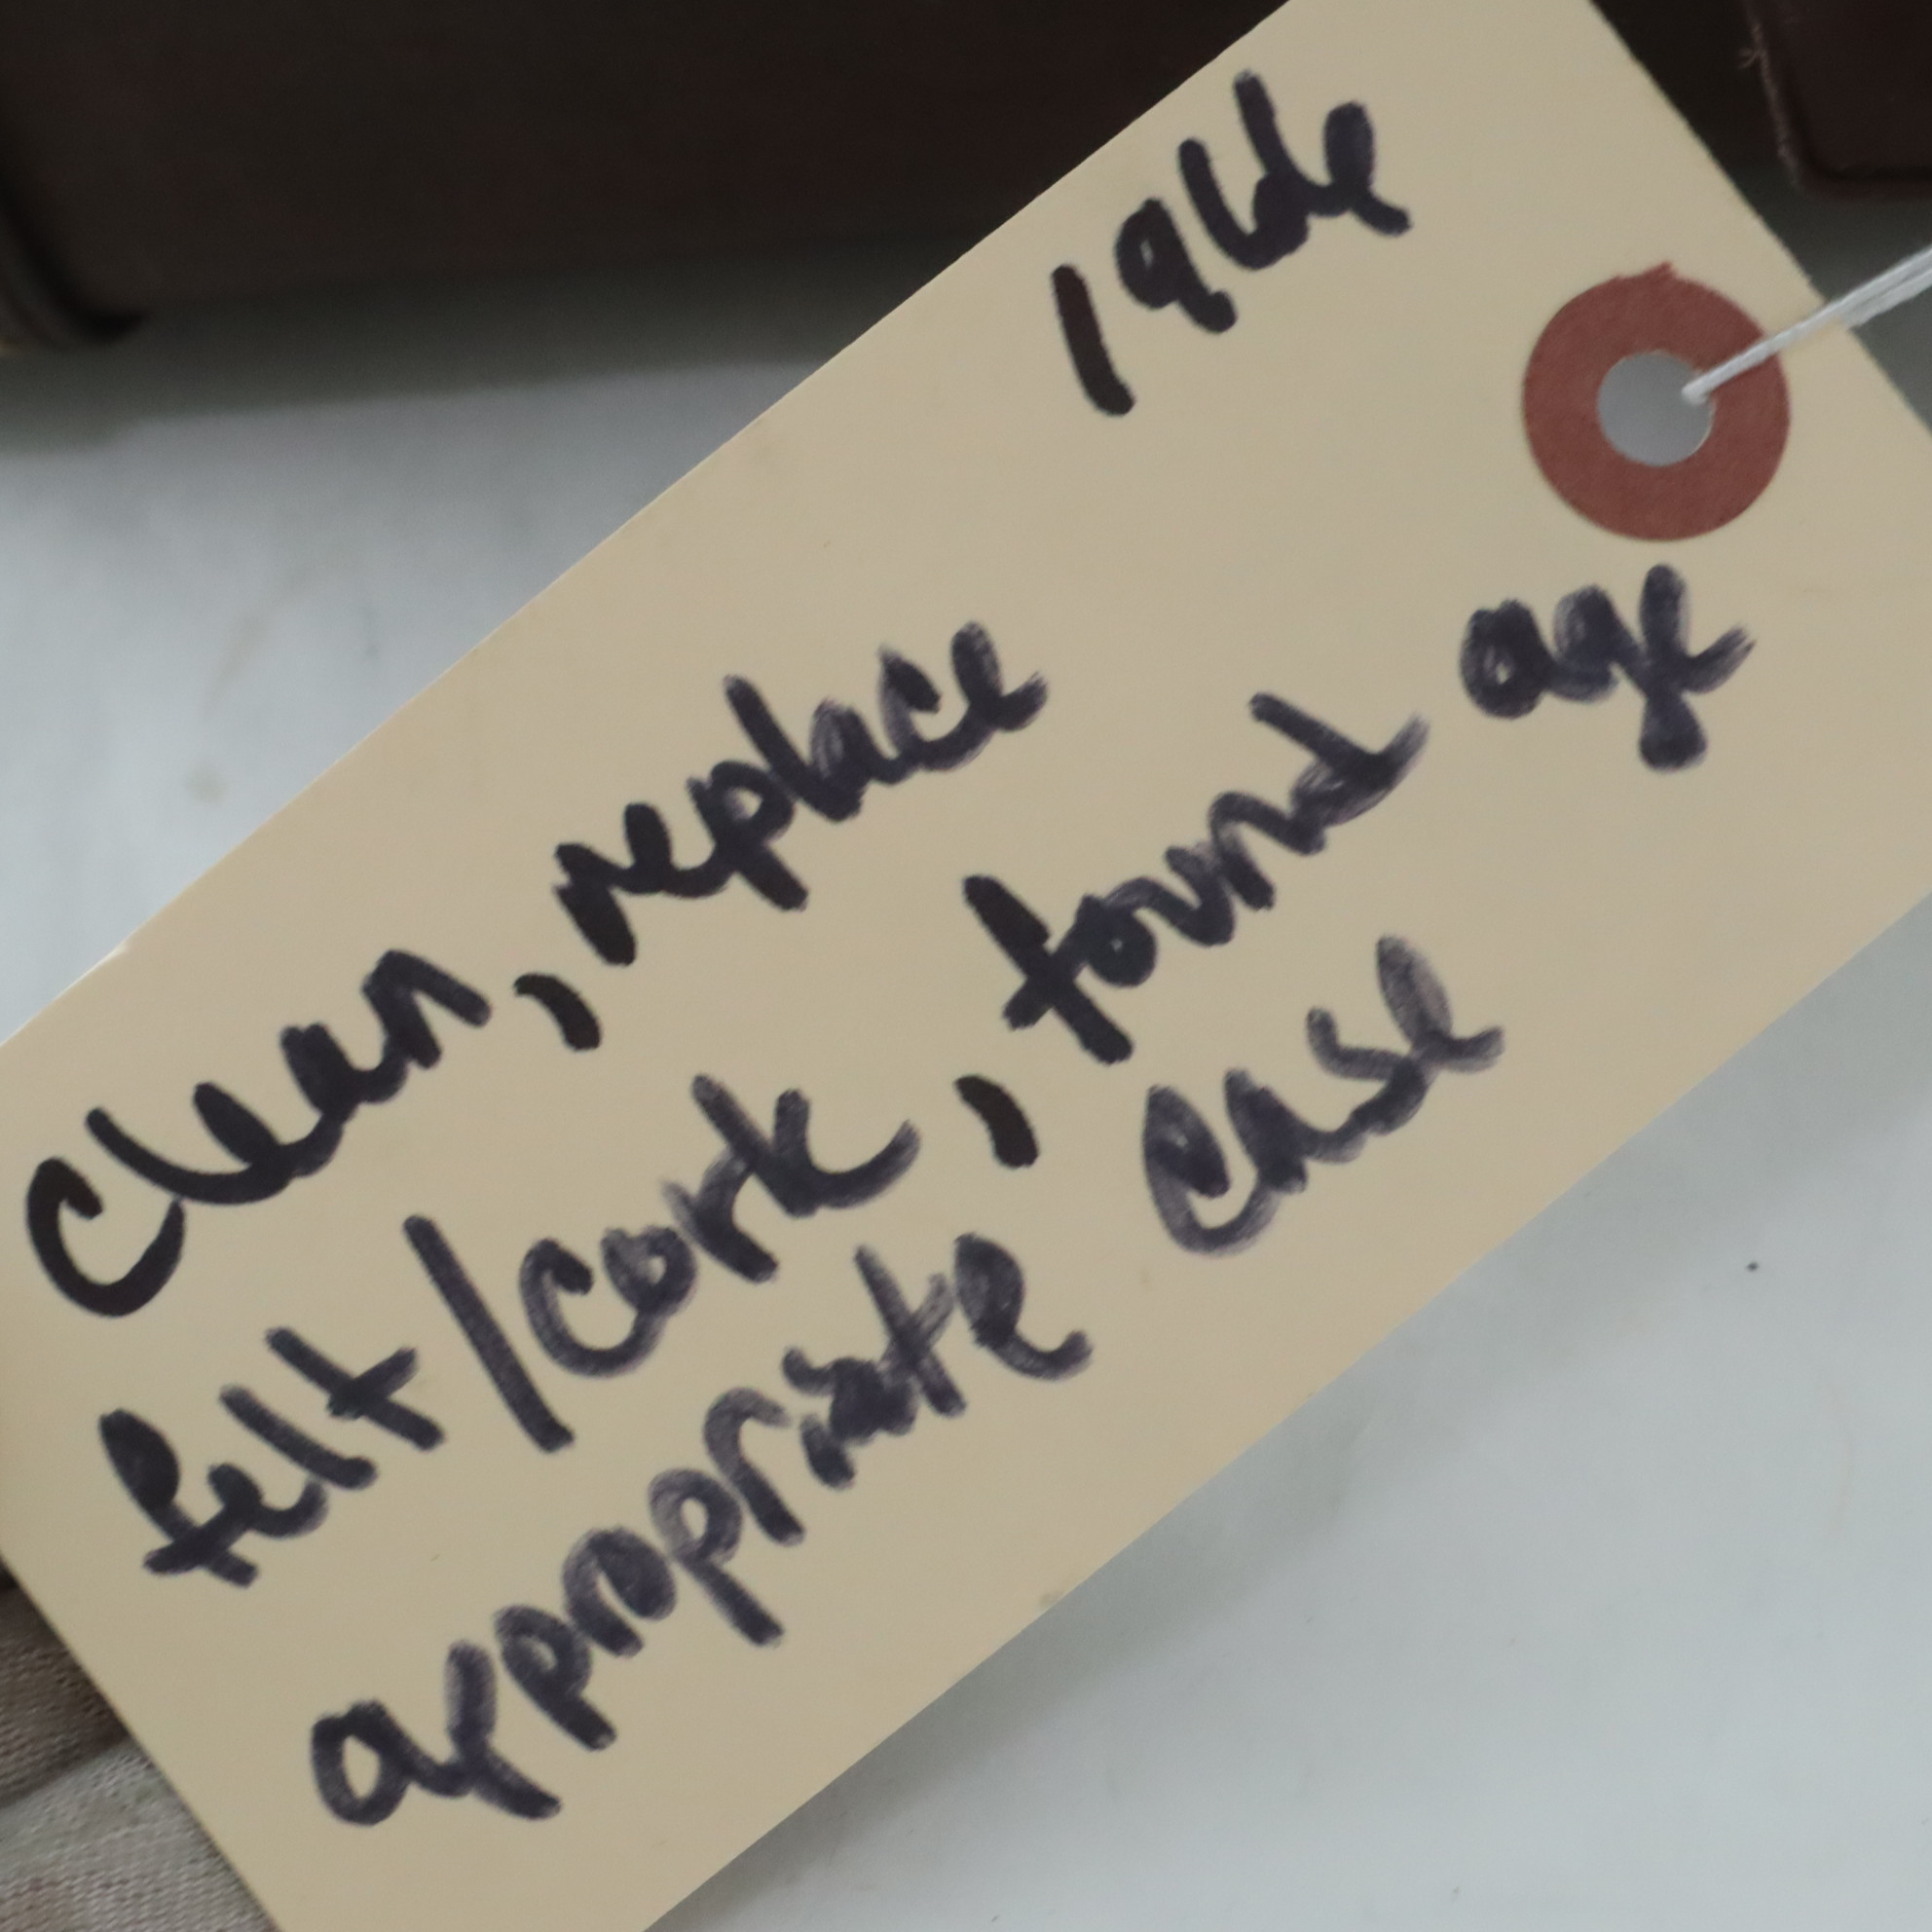 1966
Clean, replace
felt/cork, found age
appropriate case